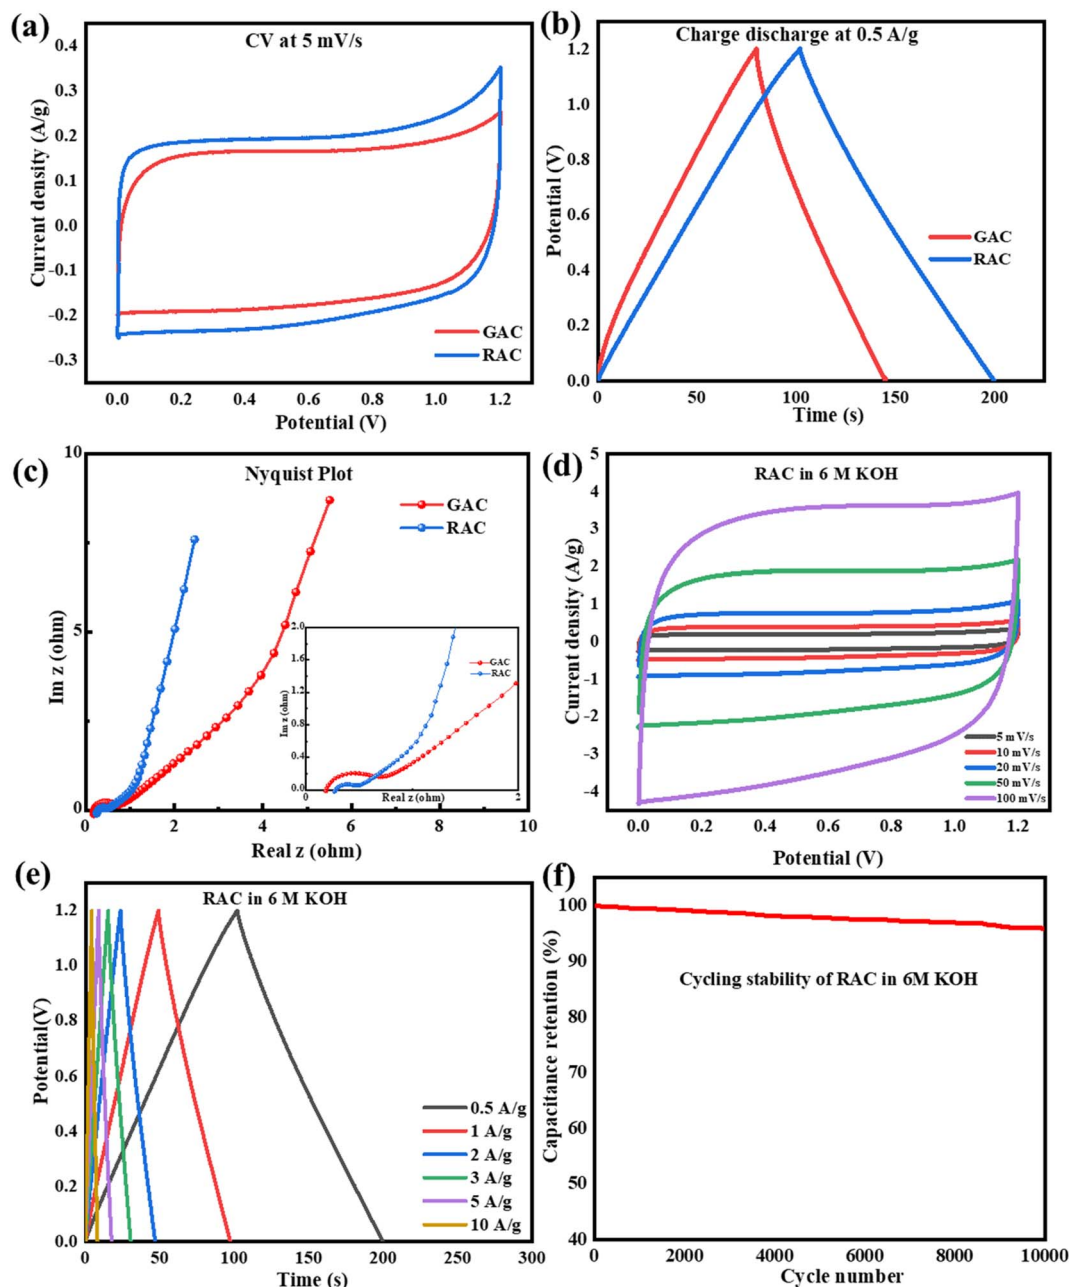 (a)
CV at 5 mV/s
Current density (A/g)
0.4
0.3
0.2
0.1
0.0
-0.1
-0.2
-0.3
GAC
RAC
0.0 0.2 0.4 0.6 0.8 1.0 1.2
Potential (V)
(b)
Charge discharge at 0.5 A/g
Potential (V)
1.2
1.0
0.8
0.6
0.4
0.2
0.0
GAC
RAC
0 50 100 150 200
Time (s)
(c)
Nyquist Plot
Im z (ohm)
10
5
0
GAC
RAC
Im z (ohm)
2.0
1.6
1.2
0.8
0.4
0.0
GAC
RAC
0 2
Real z (ohm)
0 2 4 6 8 10
Real z (ohm)
(d)
RAC in 6 M KOH
Current density (A/g)
5
4
3
2
1
0
-1
-2
-3
-4
5 mV/s
10 mV/s
20 mV/s
50 mV/s
100 mV/s
0.0 0.2 0.4 0.6 0.8 1.0 1.2
Potential (V)
(e)
RAC in 6 M KOH
Potential(V)
1.2
1.0
0.8
0.6
0.4
0.2
0.0
0.5 A/g
1 A/g
2 A/g
3 A/g
5 A/g
10 A/g
0 50 100 150 200 250 300
Time (s)
(f)
Capacitance retention (%)
100
90
80
70
60
50
40
Cycling stability of RAC in 6M KOH
0 2000 4000 6000 8000 10000
Cycle number